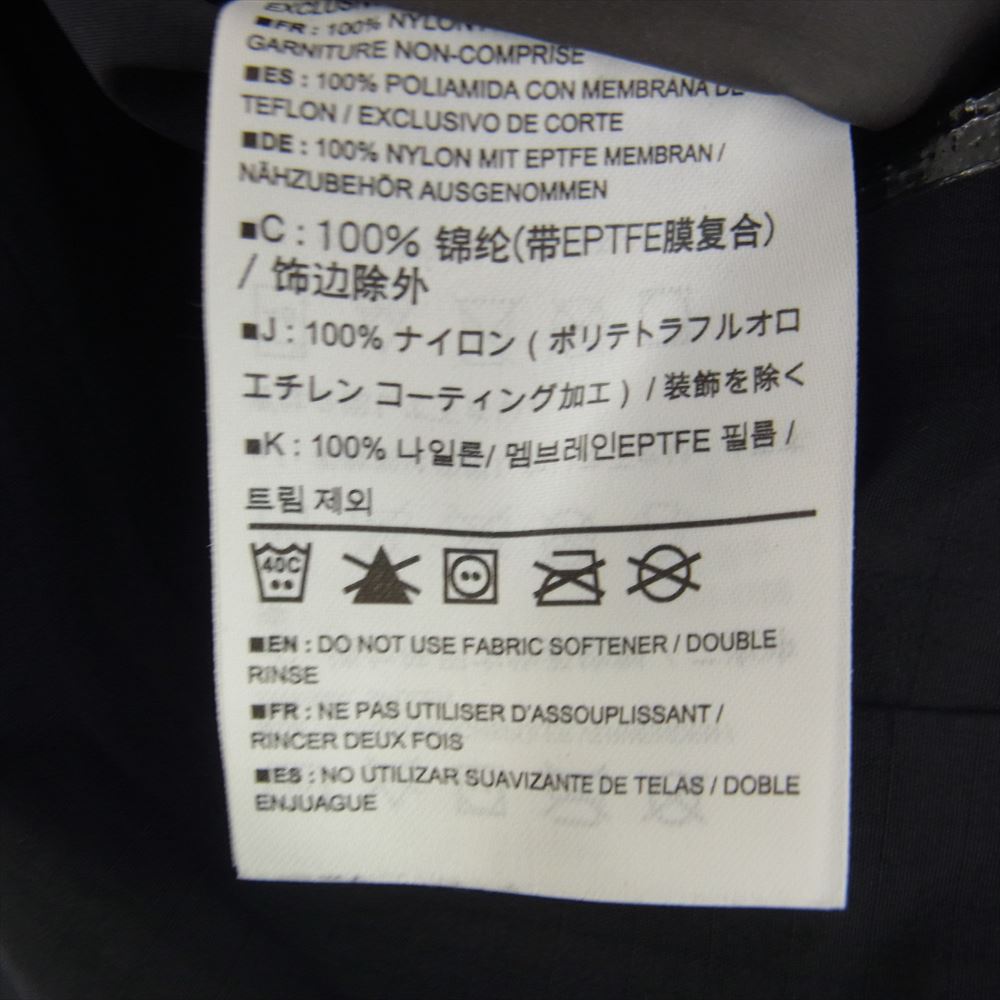 ■FR : 100% NYLON
GARNITURE NON-COMPRISE
■ES : 100% POLIAMIDA CON MEMBRANA DE
TEFLON / EXCLUSIVO DE CORTE
■DE : 100% NYLON MIT EPTFE MEMBRAN /
NÄHZUBEHÖR AUSGENOMMEN
■C : 100% 锦纶(带EPTFE膜复合)
/ 饰边除外
■J : 100% ナイロン ( ポリテトラフルオロ
エチレン コーティング加工 ) / 装飾を除く
■K : 100% 나일론/ 멤브레인EPTFE 필름 /
트림 제외
40C
■EN : DO NOT USE FABRIC SOFTENER / DOUBLE
RINSE
■FR : NE PAS UTILISER D'ASSOUPLISSANT /
RINCER DEUX FOIS
■ES : NO UTILIZAR SUAVIZANTE DE TELAS / DOBLE
ENJUAGUE